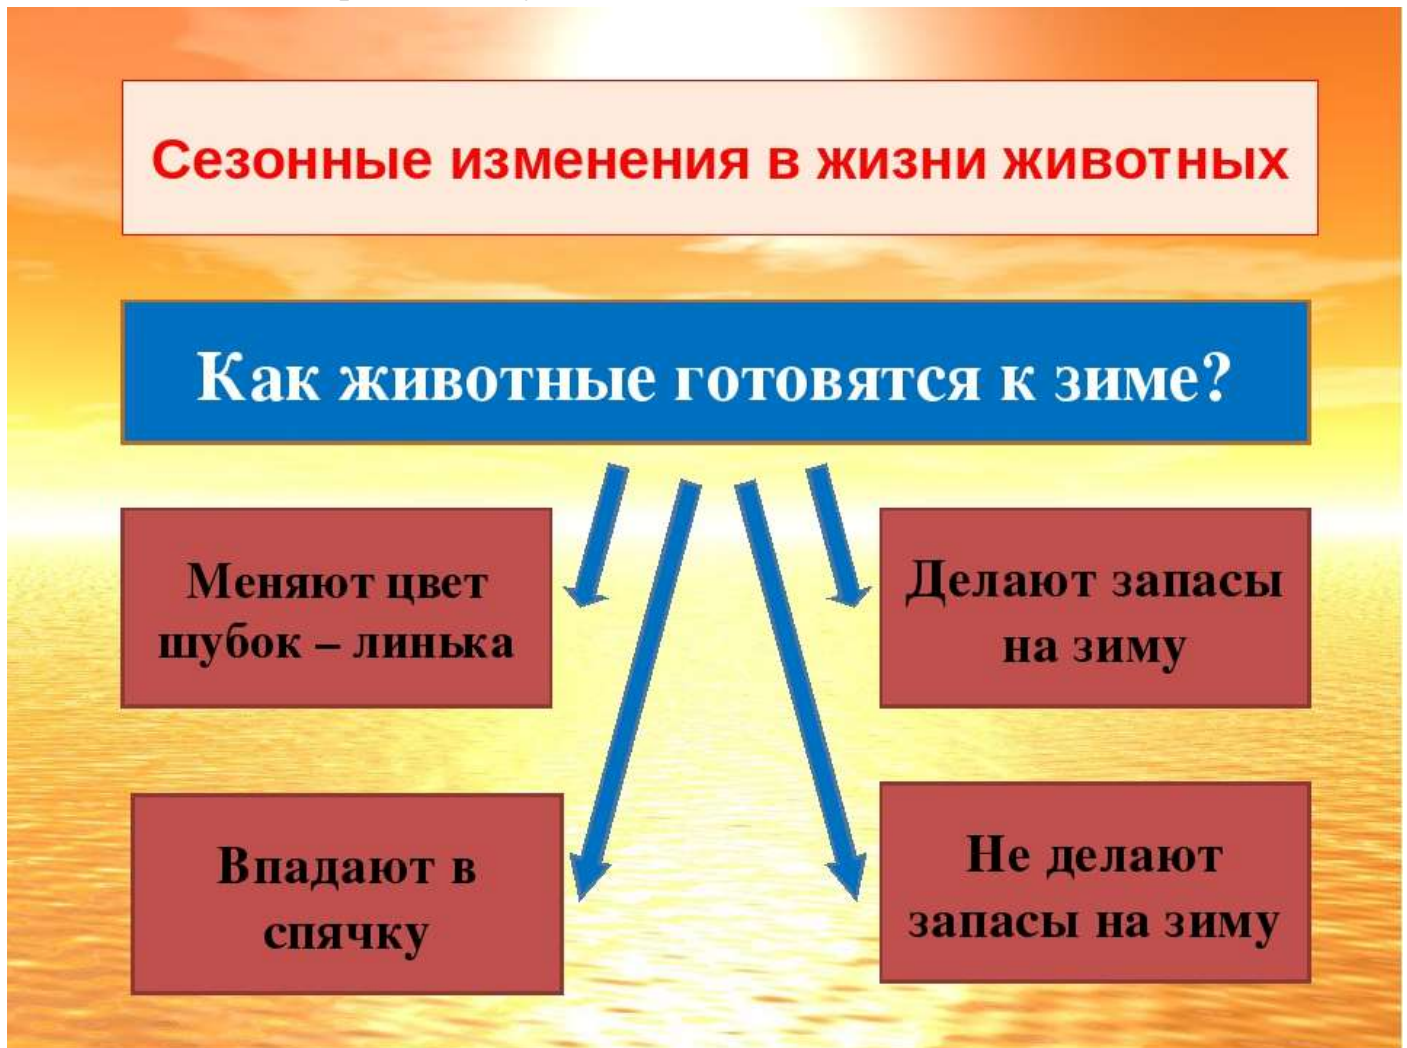 Сезонные изменения в жизни животных
Как животные готовятся к зиме?
Меняют цвет
шубок – линька
Делают запасы
на зиму
Впадают в
спячку
Не делают
запасы на зиму